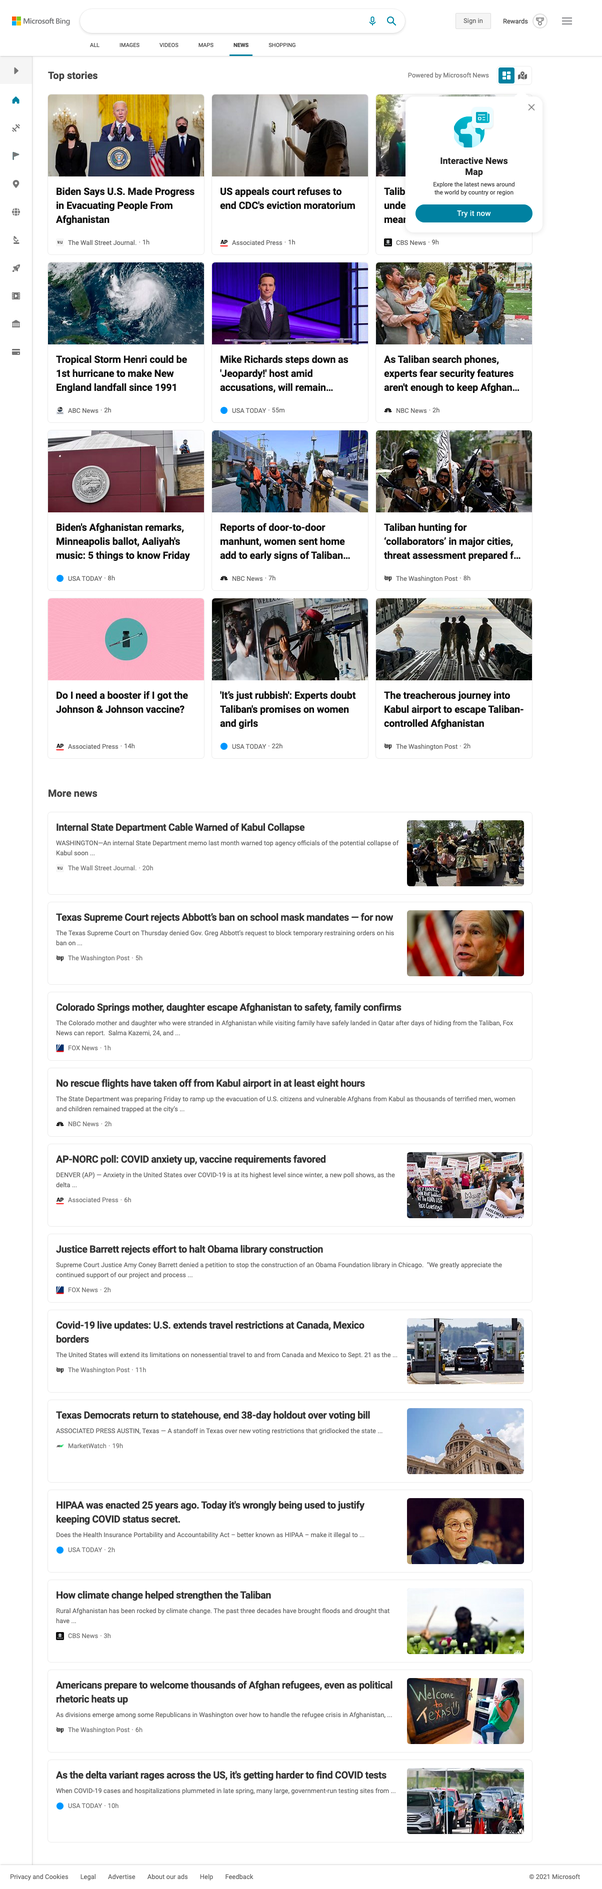 Microsoft Bing
Sign in
Rewards
ALL
IMAGES
VIDEOS
MAPS
NEWS
SHOPPING
Top stories
Powered by Microsoft News
Interactive News
Map
Explore the latest news around
the world by country or region
Try it now
Biden Says U.S. Made Progress
in Evacuating People From
Afghanistan
The Wall Street Journal. · 1h
US appeals court refuses to
end CDC's eviction moratorium
AP
Associated Press · 1h
Talib
unde
mean
CBS News · 9h
Tropical Storm Henri could be
1st hurricane to make New
England landfall since 1991
ABC News · 2h
Mike Richards steps down as
'Jeopardy!' host amid
accusations, will remain...
USA TODAY · 55m
As Taliban search phones,
experts fear security features
aren't enough to keep Afghan...
NBC News · 2h
Biden's Afghanistan remarks,
Minneapolis ballot, Aaliyah's
music: 5 things to know Friday
USA TODAY · 8h
Reports of door-to-door
manhunt, women sent home
add to early signs of Taliban...
NBC News · 7h
Taliban hunting for
‘collaborators’ in major cities,
threat assessment prepared f...
wp
The Washington Post · 8h
Do I need a booster if I got the
Johnson & Johnson vaccine?
AP
Associated Press · 14h
'It's just rubbish': Experts doubt
Taliban's promises on women
and girls
USA TODAY · 22h
The treacherous journey into
Kabul airport to escape Taliban-
controlled Afghanistan
wp
The Washington Post · 2h
More news
Internal State Department Cable Warned of Kabul Collapse
WASHINGTON—An internal State Department memo last month warned top agency officials of the potential collapse of
Kabul soon ...
The Wall Street Journal. · 20h
Texas Supreme Court rejects Abbott's ban on school mask mandates — for now
The Texas Supreme Court on Thursday denied Gov. Greg Abbott's request to block temporary restraining orders on his
ban on ...
wp
The Washington Post · 5h
Colorado Springs mother, daughter escape Afghanistan to safety, family confirms
The Colorado mother and daughter who were stranded in Afghanistan while visiting family have safely landed in Qatar after days of hiding from the Taliban, Fox
News can report. Salma Kazemi, 24, and ...
FOX News · 1h
No rescue flights have taken off from Kabul airport in at least eight hours
The State Department was preparing Friday to ramp up the evacuation of U.S. citizens and vulnerable Afghans from Kabul as thousands of terrified men, women
and children remained trapped at the city's ...
NBC News · 2h
AP-NORC poll: COVID anxiety up, vaccine requirements favored
DENVER (AP) — Anxiety in the United States over COVID-19 is at its highest level since winter, a new poll shows, as the
delta ...
AP
Associated Press · 6h
Justice Barrett rejects effort to halt Obama library construction
Supreme Court Justice Amy Coney Barrett denied a petition to stop the construction of an Obama Foundation library in Chicago. "We greatly appreciate the
continued support of our project and process ...
FOX News · 2h
Covid-19 live updates: U.S. extends travel restrictions at Canada, Mexico
borders
The United States will extend its limitations on nonessential travel to and from Canada and Mexico to Sept. 21 as the ...
wp
The Washington Post · 11h
Texas Democrats return to statehouse, end 38-day holdout over voting bill
ASSOCIATED PRESS AUSTIN, Texas — A standoff in Texas over new voting restrictions that gridlocked the state ...
MarketWatch · 19h
HIPAA was enacted 25 years ago. Today it's wrongly being used to justify
keeping COVID status secret.
Does the Health Insurance Portability and Accountability Act – better known as HIPAA – make it illegal to ...
USA TODAY · 2h
How climate change helped strengthen the Taliban
Rural Afghanistan has been rocked by climate change. The past three decades have brought floods and drought that
have ...
CBS News · 3h
Americans prepare to welcome thousands of Afghan refugees, even as political
rhetoric heats up
As divisions emerge among some Republicans in Washington over how to handle the refugee crisis in Afghanistan, ...
Welcome
to
TEXAS
wp
The Washington Post · 6h
As the delta variant rages across the US, it's getting harder to find COVID tests
When COVID-19 cases and hospitalizations plummeted in late spring, many large, government-run testing sites from ...
USA TODAY · 10h
Privacy and Cookies
Legal
Advertise
About our ads
Help
Feedback
© 2021 Microsoft